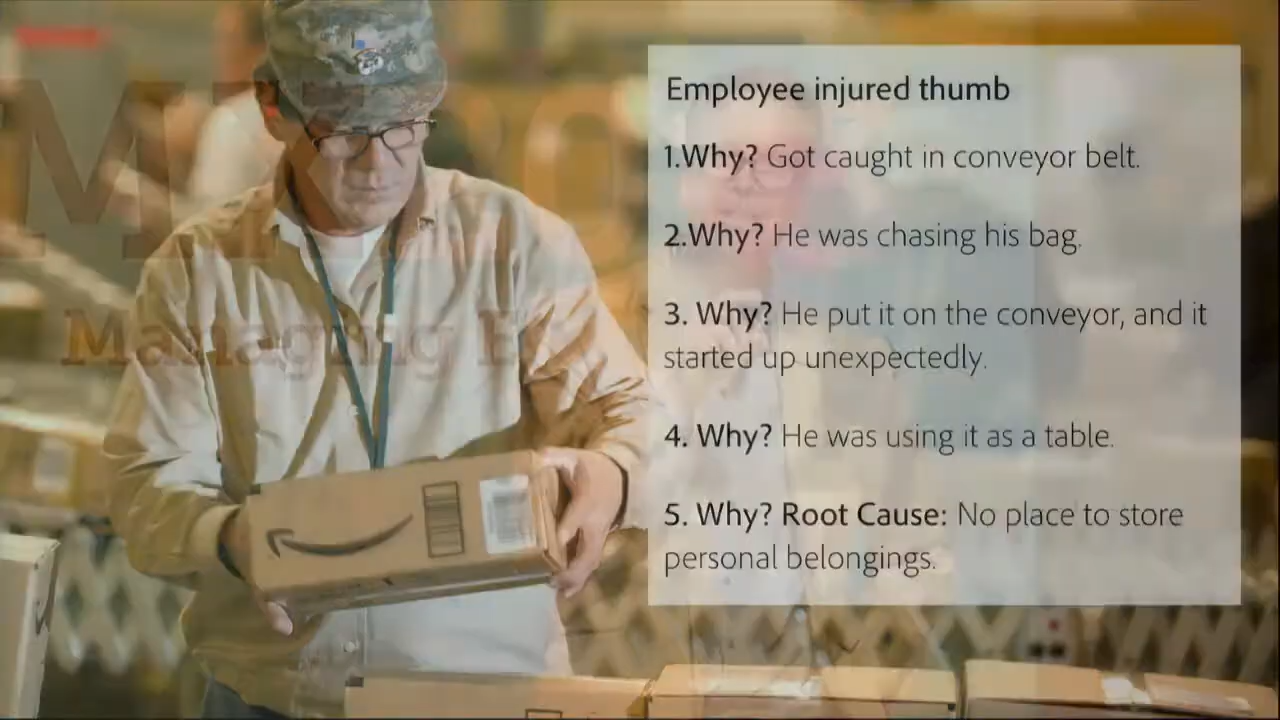 Employee injured thumb
1.Why? Got caught in conveyor belt.
2.Why? He was chasing his bag.
3. Why? He put it on the conveyor, and it
started up unexpectedly.
4. Why? He was using it as a table.
5. Why? Root Cause: No place to store
personal belongings.
Managing